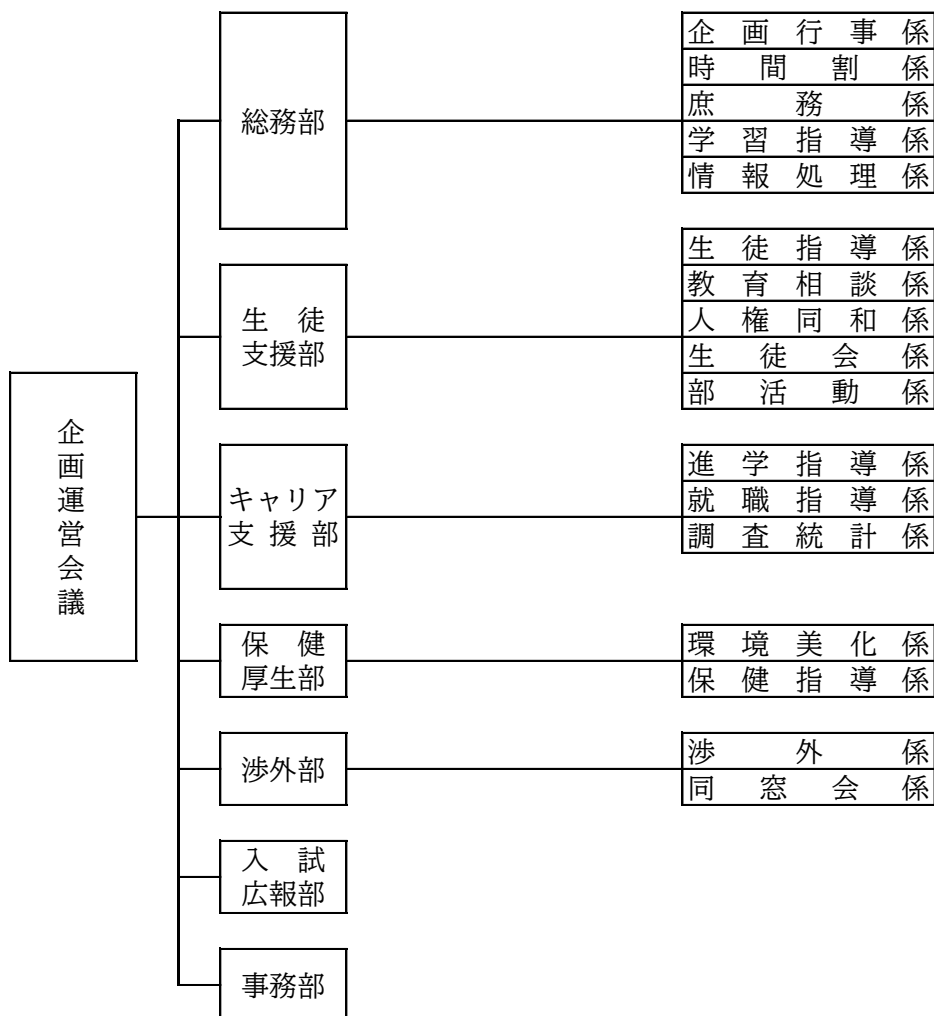 企画運営会議
総務部
企画行事係
時間割係
庶務係
学習指導係
情報処理係
生徒
支援部
生徒指導係
教育相談係
人権同和係
生徒会係
部活動係
キャリア
支援部
進学指導係
就職指導係
調査統計係
保健
厚生部
環境美化係
保健指導係
渉外部
渉外係
同窓会係
入試
広報部
事務部